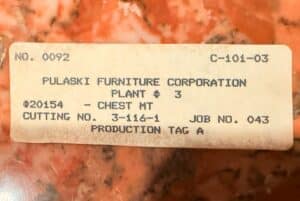 NO. 0092 C-101-03
PULASKI FURNITURE CORPORATION
PLANT # 3
#20154 - CHEST MT
CUTTING NO. 3-116-1 JOB NO. 043
PRODUCTION TAG A